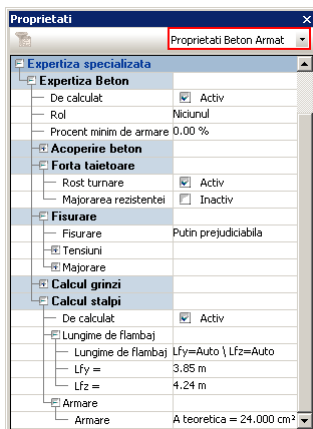 Proprietati
Proprietati Beton Armat
Expertiza specializata
Expertiza Beton
De calculat Activ
Rol Niciunul
Procent minim de armare 0.00 %
Acoperire beton
Forta taietoare
Rost turnare Activ
Majorarea rezistentei Inactiv
Fisurare
Fisurare Putin prejudiciabila
Tensiuni
Majorare
Calcul grinzi
Calcul stalpi
De calculat Activ
Lungime de flambaj
Lungime de flambaj Lfy=Auto \ Lfz=Auto
Lfy = 3.85 m
Lfz = 4.24 m
Armare
Armare A teoretica = 24.000 cm²